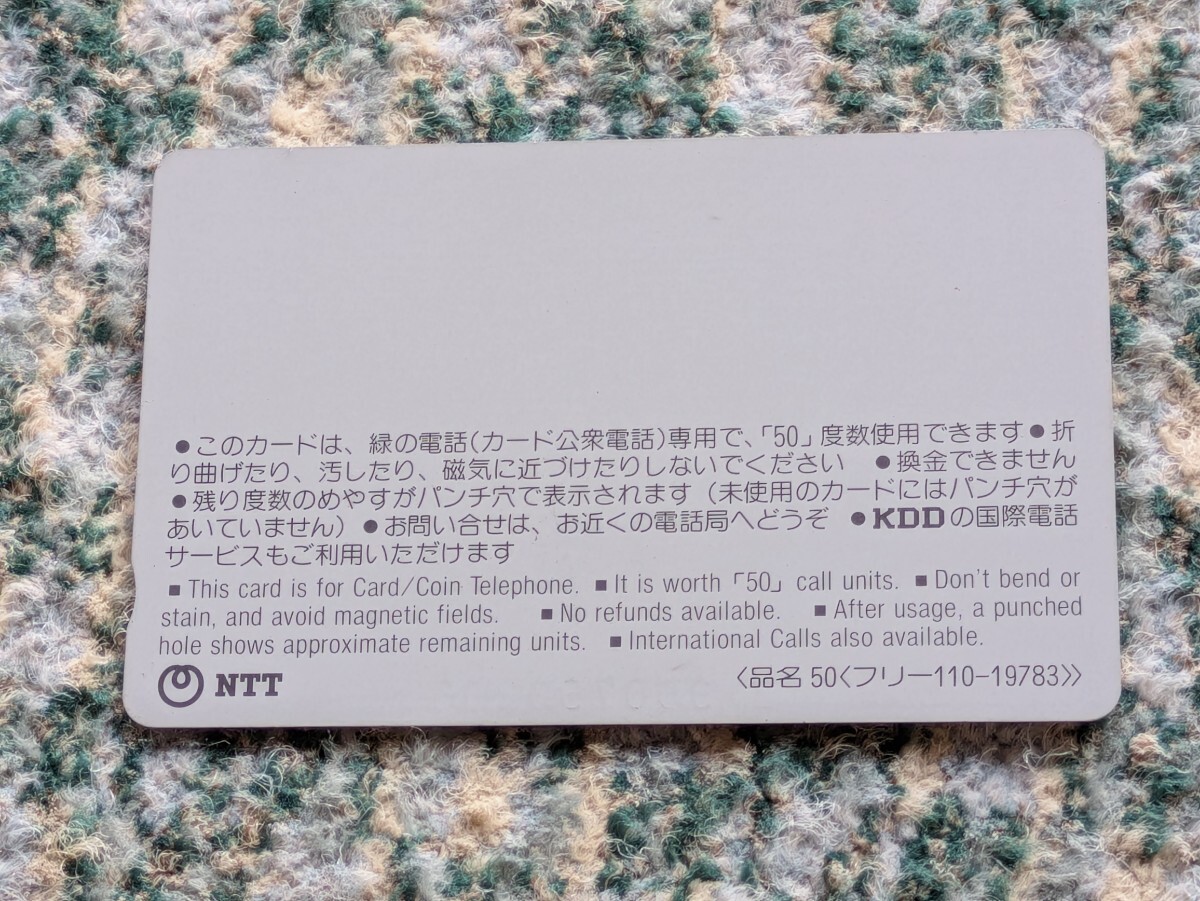 ●このカードは、緑の電話(カード公衆電話)専用で、「50」度数使用できます●折
り曲げたり、汚したり、磁気に近づけたりしないでください ●換金できません
●残り度数のめやすがパンチ穴で表示されます(未使用のカードにはパンチ穴が
あいていません)●お問い合せは、お近くの電話局へどうぞ ●KDDの国際電話
サービスもご利用いただけます
■This card is for Card/Coin Telephone. ■It is worth「50」call units. ■Don't bend or
stain, and avoid magnetic fields. ■No refunds available. ■After usage, a punched
hole shows approximate remaining units. ■International Calls also available.
NTT 〈品名 50〈フリー110-19783〉〉